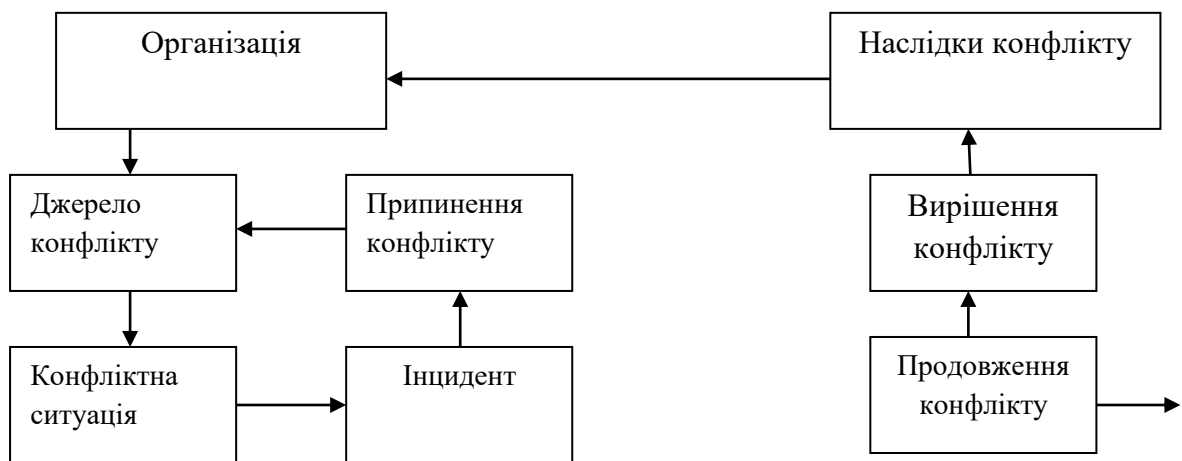 Організація
Наслідки конфлікту
Джерело
конфлікту
Припинення
конфлікту
Вирішення
конфлікту
Конфліктна
ситуація
Інцидент
Продовження
конфлікту